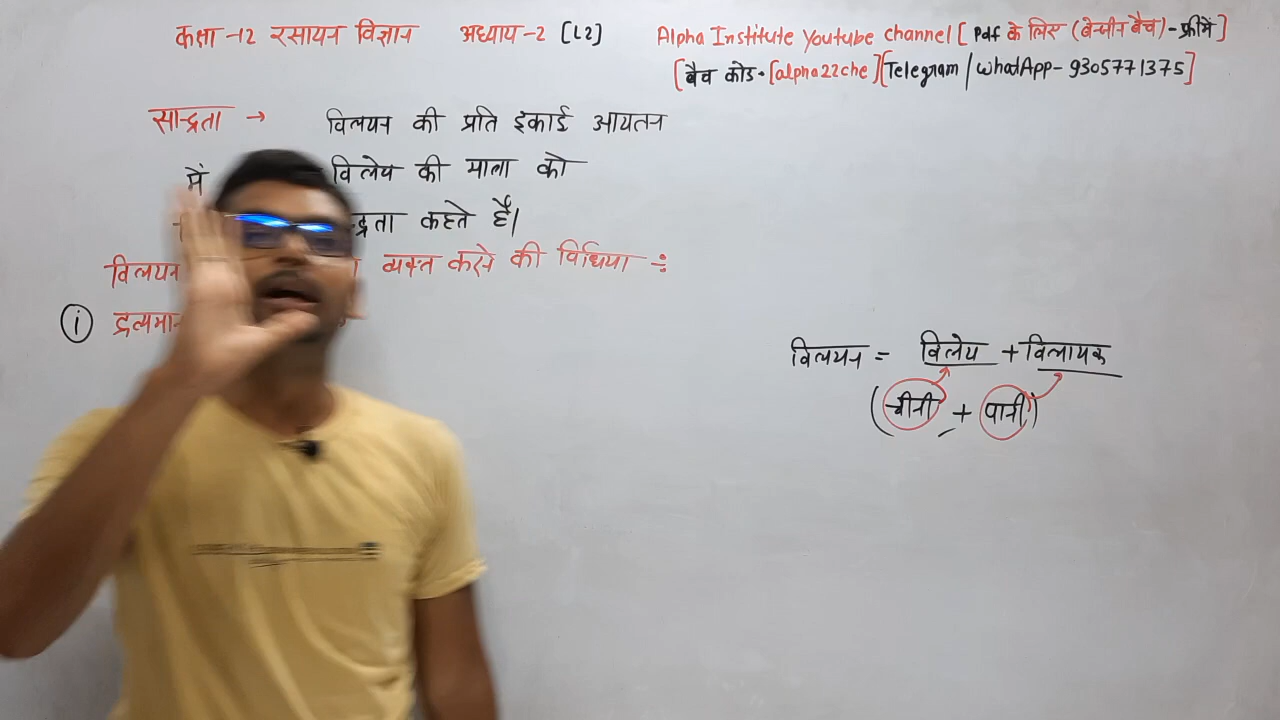 कक्षा -12 रसायन विज्ञान अध्याय-2 [L2]
Alpha Institute Youtube channel [ Pdf के लिए (बेन्जीन बैच)-फ्री में ]
[बैच कोड- [alpha22che] [Telegram / WhatApp- 9305771375]
सान्द्रता → विलयन की प्रति इकाई आयतन
में विलेय की मात्रा को
कहते है।
विलयन व्यक्त करने की विधिया ÷
(i)
विलयन = विलेय + विलायक
(चीनी + पानी)